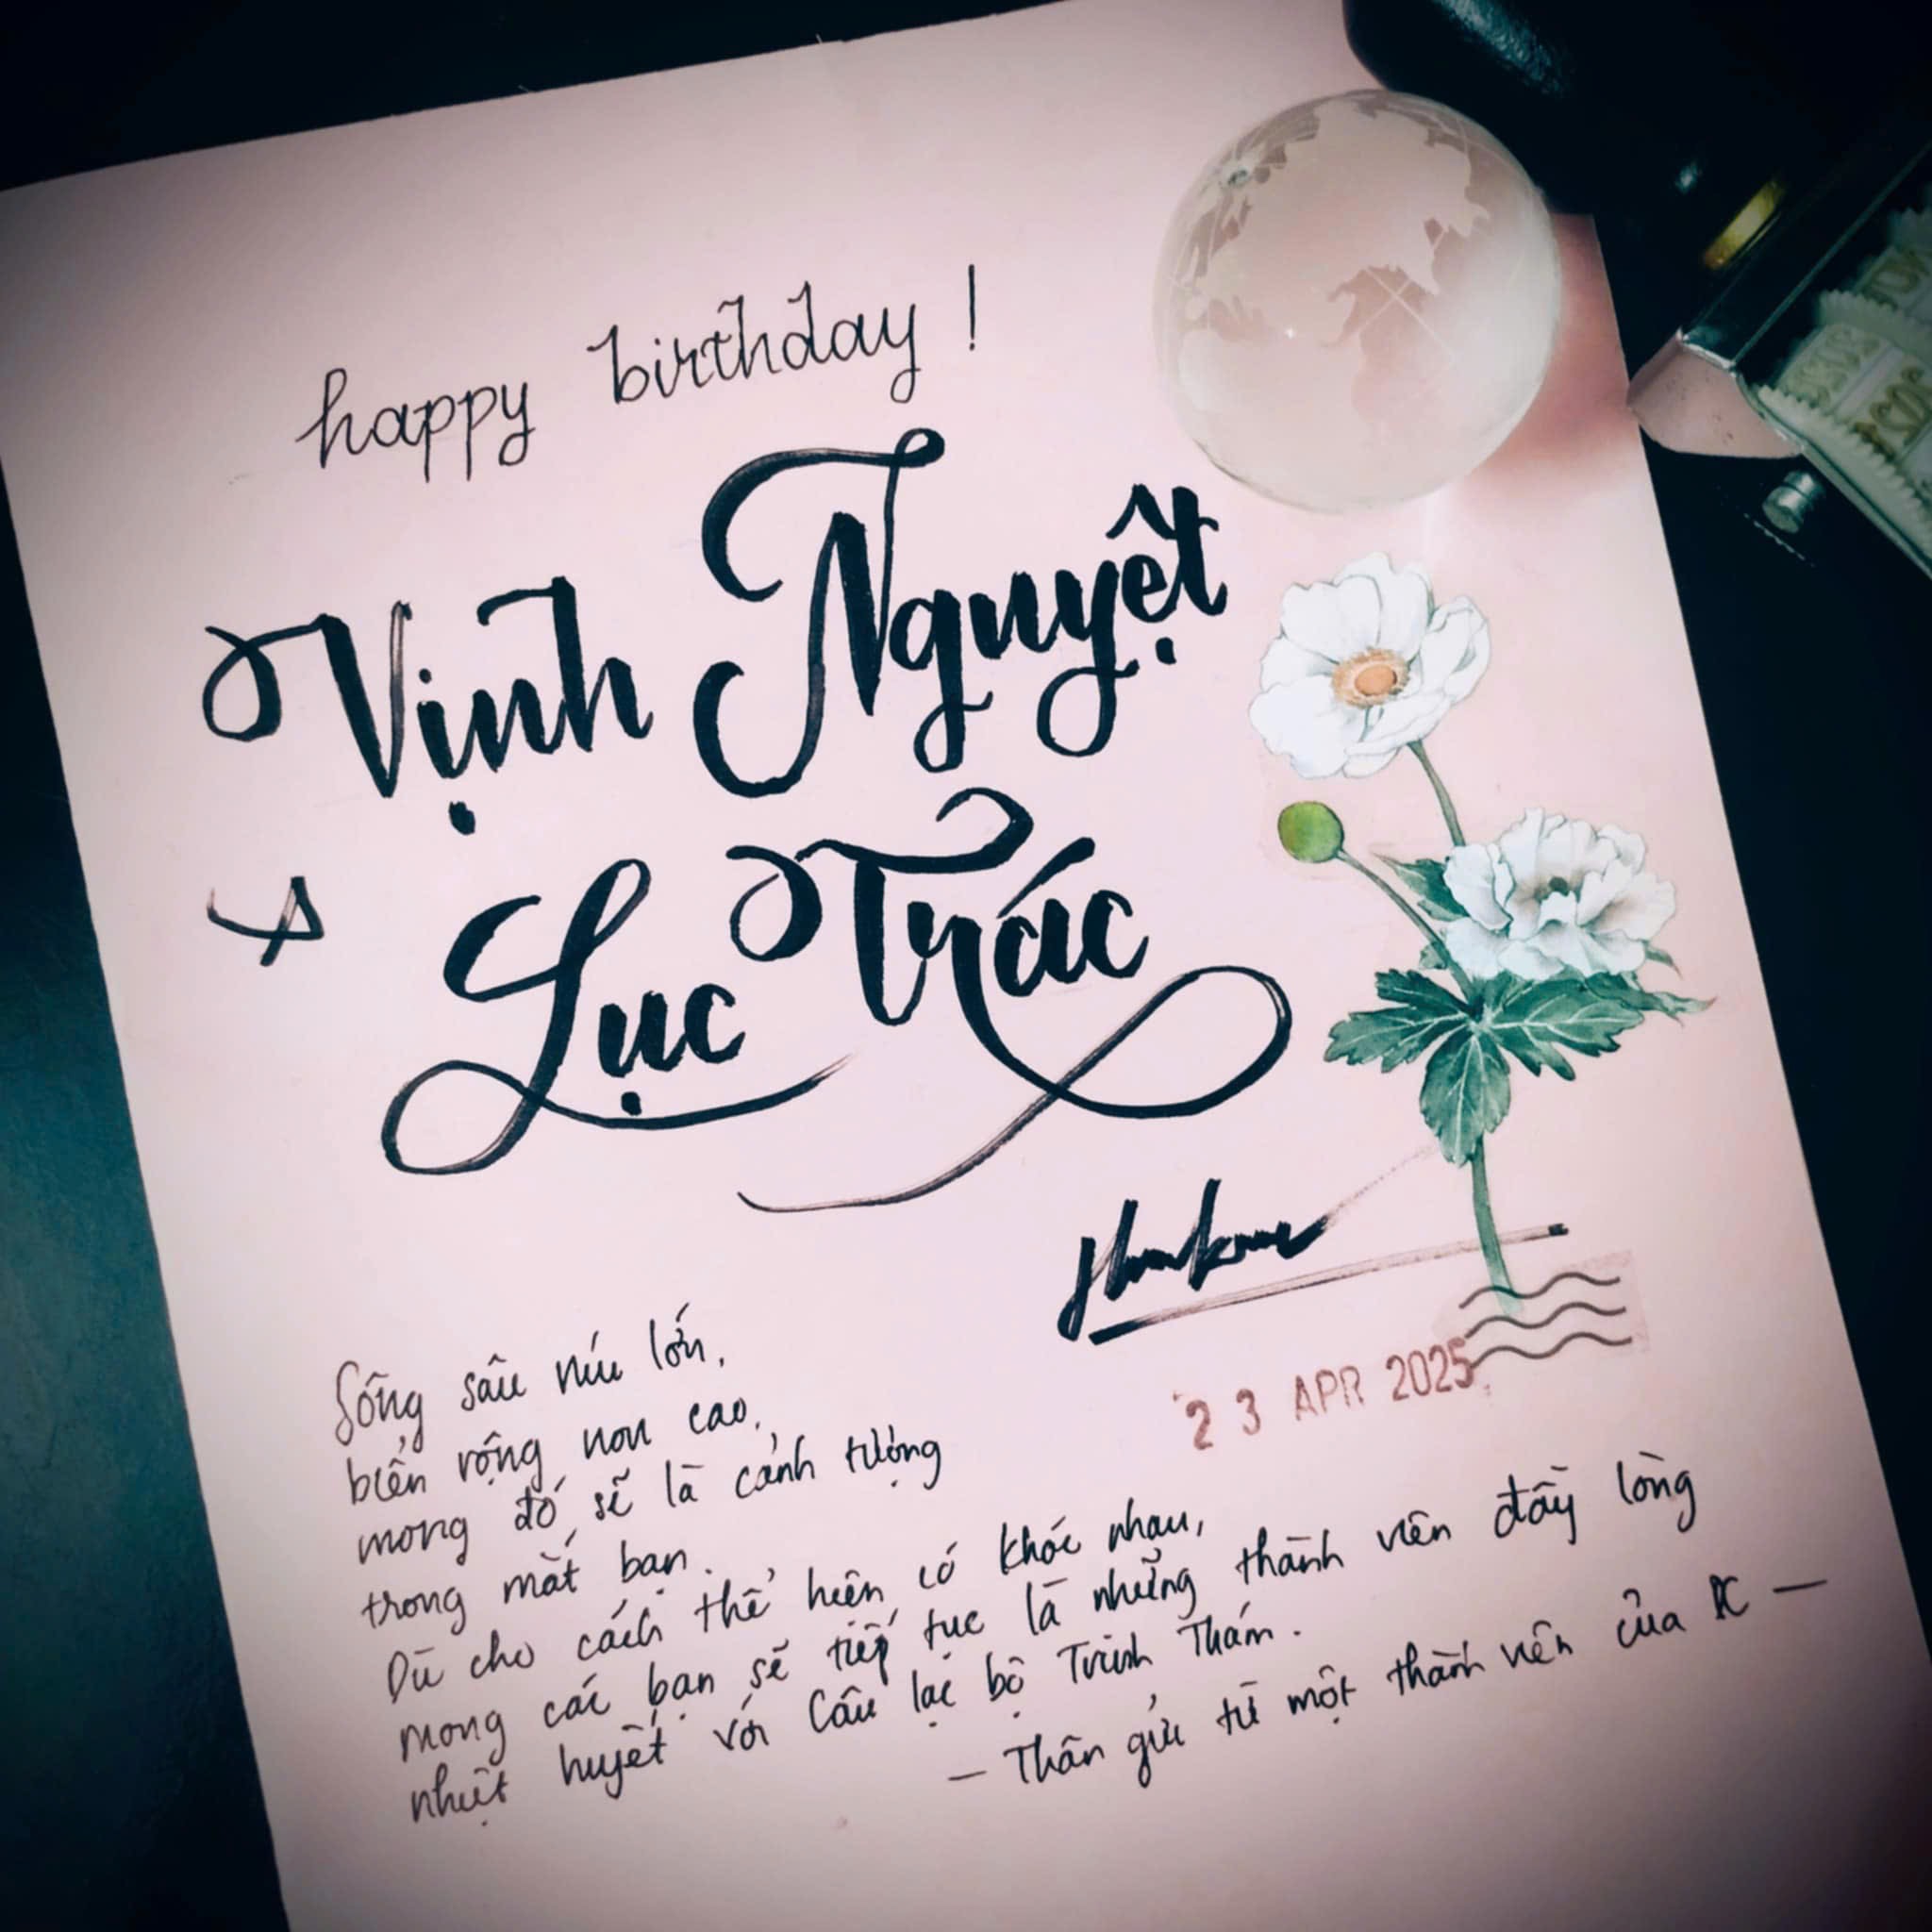 happy birthday !
Vịnh Nguyệt
Lục Trác
23 APR 2025
Sông sâu núi lớn,
biển rộng non cao,
mong đó sẽ là cảnh tượng
trong mắt bạn.
Dù cho cách thể hiện có khác nhau,
mong các bạn sẽ tiếp tục là những thành viên đầy lòng
nhiệt huyết với Câu lạc bộ Trinh Thám.
— Thân gửi từ một thành viên của DC —